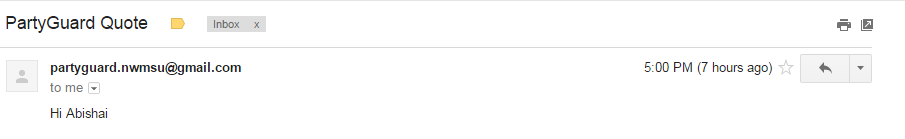 PartyGuard Quote Inbox x
partyguard.nwmsu@gmail.com 5:00 PM (7 hours ago)
to me
Hi Abishai